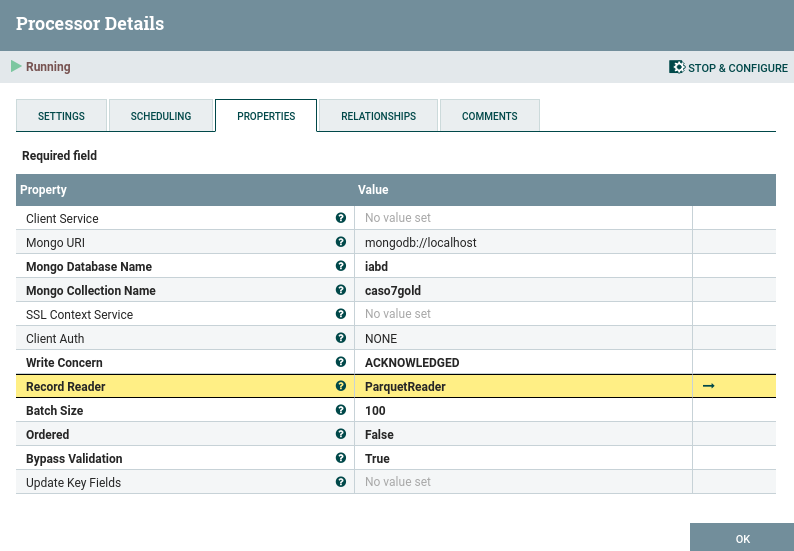 Processor Details
Running
STOP & CONFIGURE
SETTINGS SCHEDULING PROPERTIES RELATIONSHIPS COMMENTS
Required field
Property Value
Client Service No value set
Mongo URI mongodb://localhost
Mongo Database Name iabd
Mongo Collection Name caso7gold
SSL Context Service No value set
Client Auth NONE
Write Concern ACKNOWLEDGED
Record Reader ParquetReader
Batch Size 100
Ordered False
Bypass Validation True
Update Key Fields No value set
OK